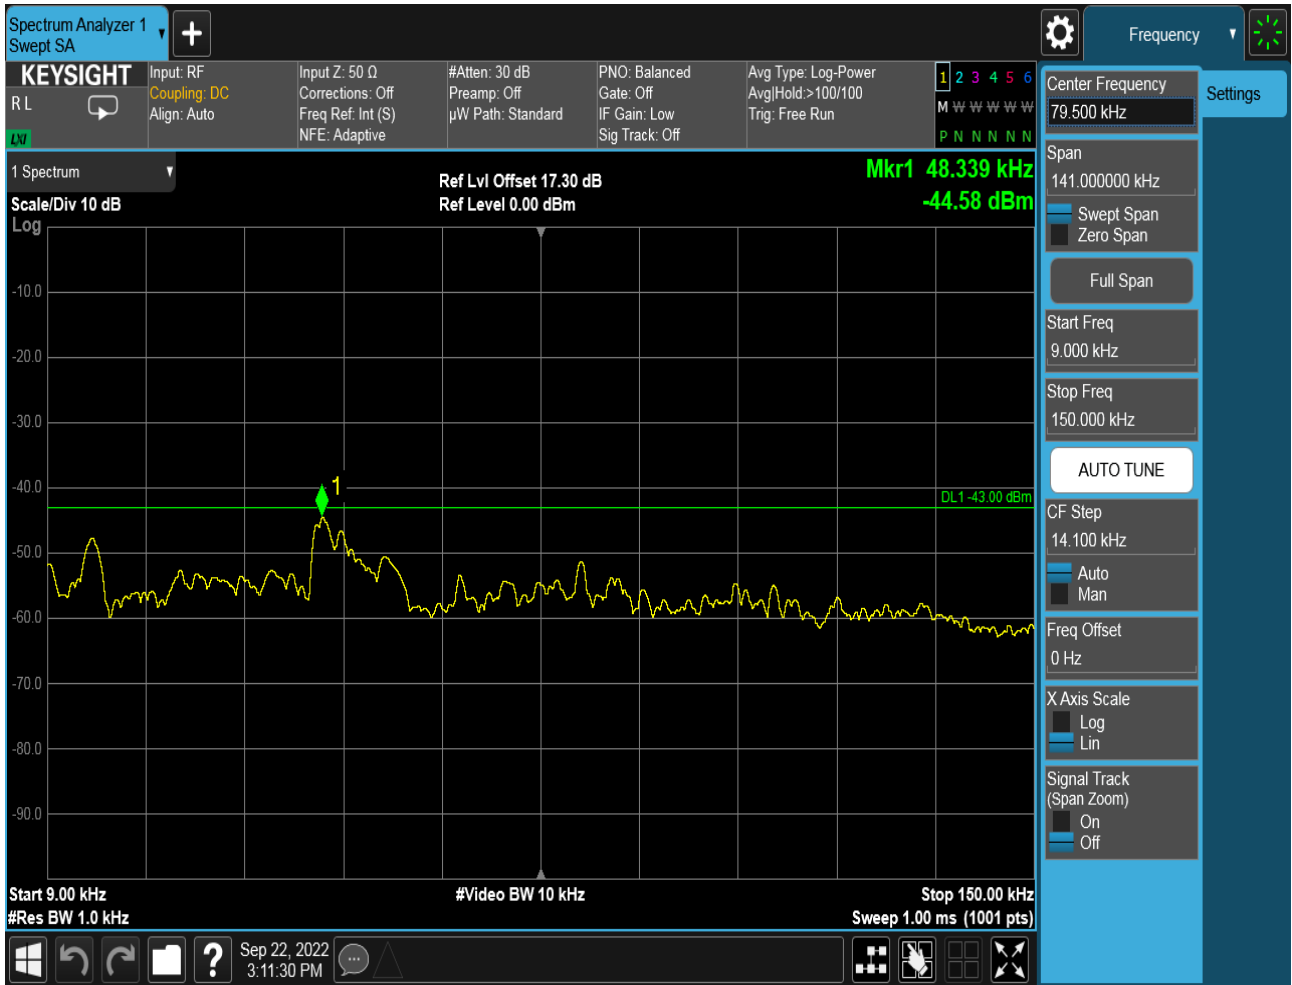 Spectrum Analyzer 1
Swept SA
Frequency
KEYSIGHT
R L
LXI
Input: RF
Coupling: DC
Align: Auto
Input Z: 50 Ω
Corrections: Off
Freq Ref: Int (S)
NFE: Adaptive
#Atten: 30 dB
Preamp: Off
µW Path: Standard
PNO: Balanced
Gate: Off
IF Gain: Low
Sig Track: Off
Avg Type: Log-Power
Avg|Hold:>100/100
Trig: Free Run
1 2 3 4 5 6
M W W W W W
P N N N N N
1 Spectrum
Scale/Div 10 dB
Log
Ref Lvl Offset 17.30 dB
Ref Level 0.00 dBm
Mkr1 48.339 kHz
-44.58 dBm
-10.0
-20.0
-30.0
-40.0
-50.0
-60.0
-70.0
-80.0
-90.0
1
DL1 -43.00 dBm
Start 9.00 kHz
#Res BW 1.0 kHz
#Video BW 10 kHz
Stop 150.00 kHz
Sweep 1.00 ms (1001 pts)
Center Frequency
79.500 kHz
Settings
Span
141.000000 kHz
Swept Span
Zero Span
Full Span
Start Freq
9.000 kHz
Stop Freq
150.000 kHz
AUTO TUNE
CF Step
14.100 kHz
Auto
Man
Freq Offset
0 Hz
X Axis Scale
Log
Lin
Signal Track
(Span Zoom)
On
Off
?
Sep 22, 2022
3:11:30 PM